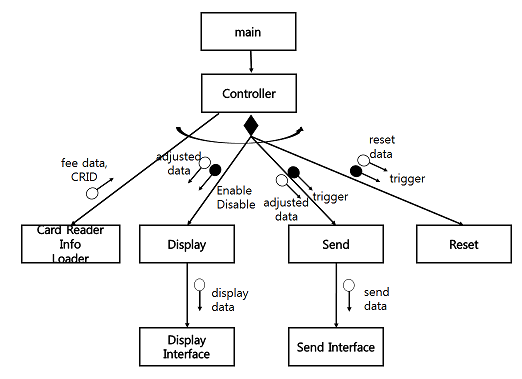 main
Controller
fee data,
CRID
adjusted
data
Enable
Disable
adjusted
data
trigger
reset
data
trigger
Card Reader
Info
Loader
Display
Send
Reset
display
data
send
data
Display
Interface
Send Interface